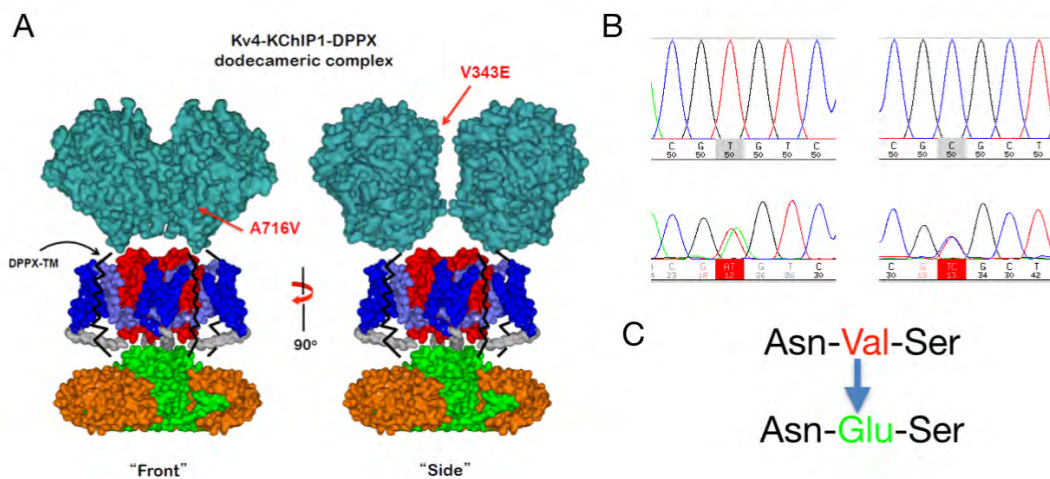 A
Kv4-KChIP1-DPPX
dodecameric complex
V343E
A716V
DPPX-TM
90°
"Front"
"Side"
B
C G T G T C
50 50 50 50 50 50
C G C G C T
50 50 50 50 50 50
C G AT G T C
23 18 12 26 26 30
C G TC G C T
30 18 13 34 30 42
C
Asn-Val-Ser
Asn-Glu-Ser